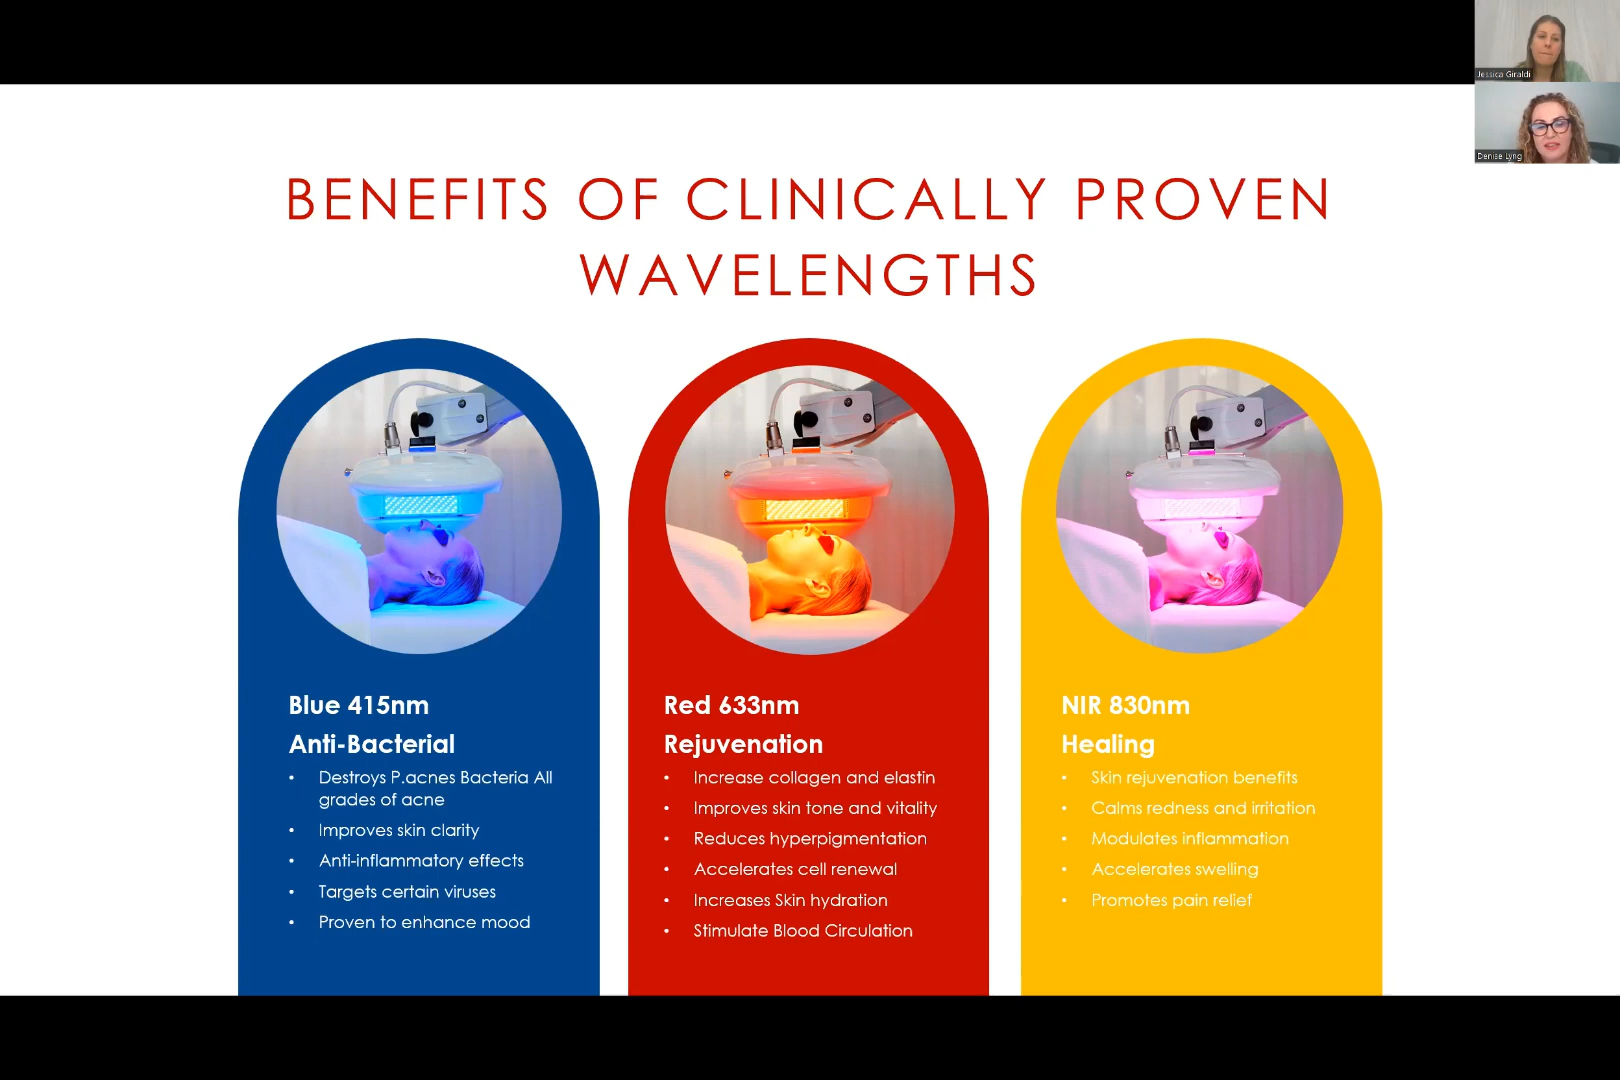 Jessica Giraldi
Denise Lyng
BENEFITS OF CLINICALLY PROVEN
WAVELENGTHS
Blue 415nm
Anti-Bacterial
• Destroys P.acnes Bacteria All
grades of acne
• Improves skin clarity
• Anti-inflammatory effects
• Targets certain viruses
• Proven to enhance mood
Red 633nm
Rejuvenation
• Increase collagen and elastin
• Improves skin tone and vitality
• Reduces hyperpigmentation
• Accelerates cell renewal
• Increases Skin hydration
• Stimulate Blood Circulation
NIR 830nm
Healing
• Skin rejuvenation benefits
• Calms redness and irritation
• Modulates inflammation
• Accelerates swelling
• Promotes pain relief